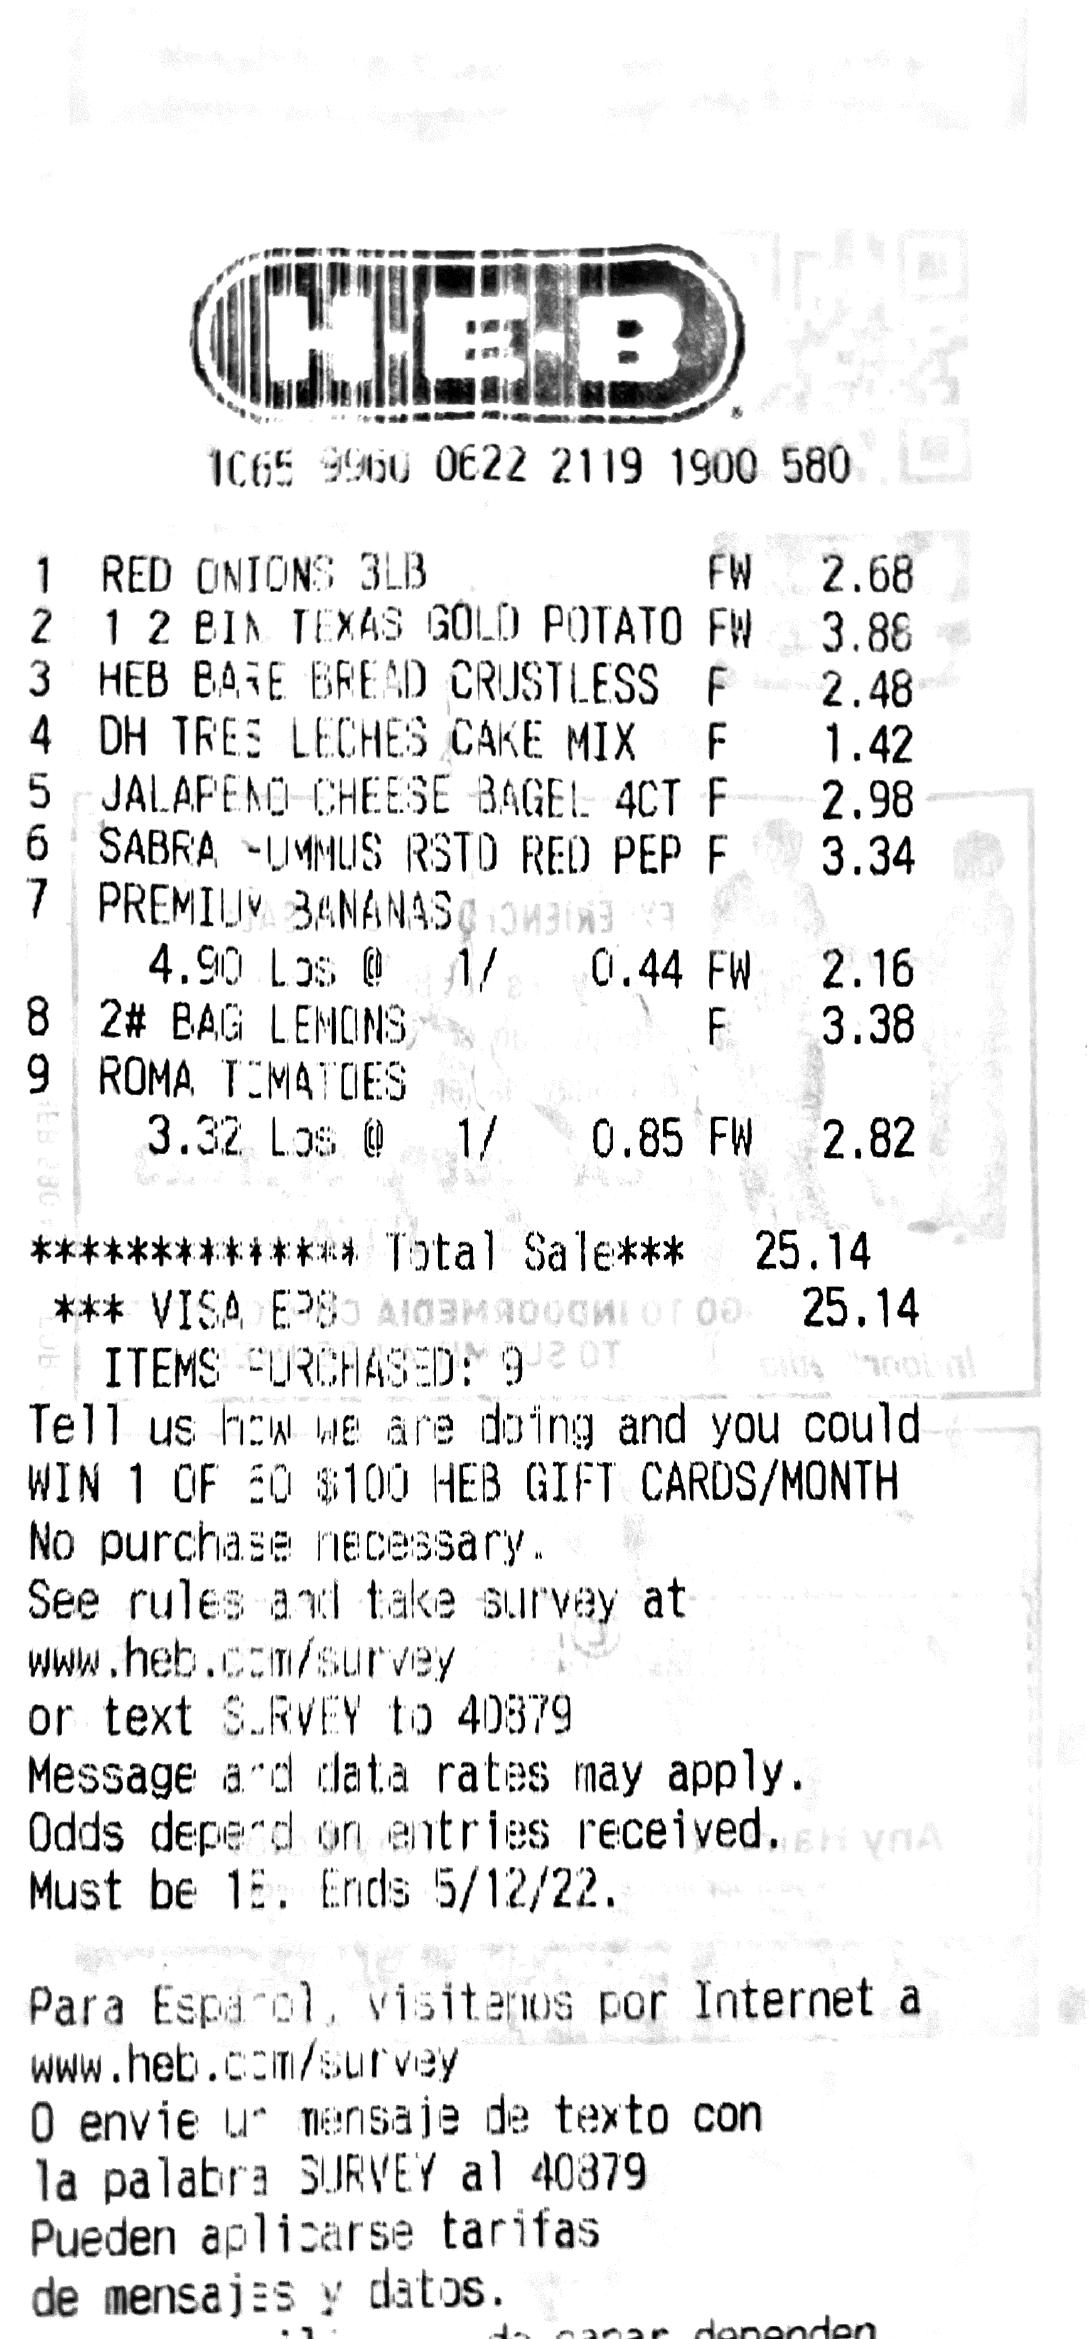 H-E-B
1065 9960 0622 2119 1900 580
1 RED ONIONS 3LB FW 2.68
2 1 2 BIN TEXAS GOLD POTATO FW 3.88
3 HEB BARE BREAD CRUSTLESS F 2.48
4 DH TRES LECHES CAKE MIX F 1.42
5 JALAPENO CHEESE BAGEL 4CT F 2.98
6 SABRA HUMMUS RSTD RED PEP F 3.34
7 PREMIUM BANANAS
4.90 Lbs @ 1/ 0.44 FW 2.16
8 2# BAG LEMONS F 3.38
9 ROMA TOMATOES
3.32 Lbs @ 1/ 0.85 FW 2.82
************** Total Sale*** 25.14
*** VISA EPS 25.14
ITEMS PURCHASED: 9
Tell us how we are doing and you could
WIN 1 OF $100 HEB GIFT CARDS/MONTH
No purchase necessary.
See rules and take survey at
www.heb.com/survey
or text SURVEY to 40879
Message and data rates may apply.
Odds depend on entries received.
Must be 18. Ends 5/12/22.
Para Espanol, visitenos por Internet a
www.heb.com/survey
O envie un mensaje de texto con
la palabra SURVEY al 40879
Pueden aplicarse tarifas
de mensajes y datos.
de ganar dependen